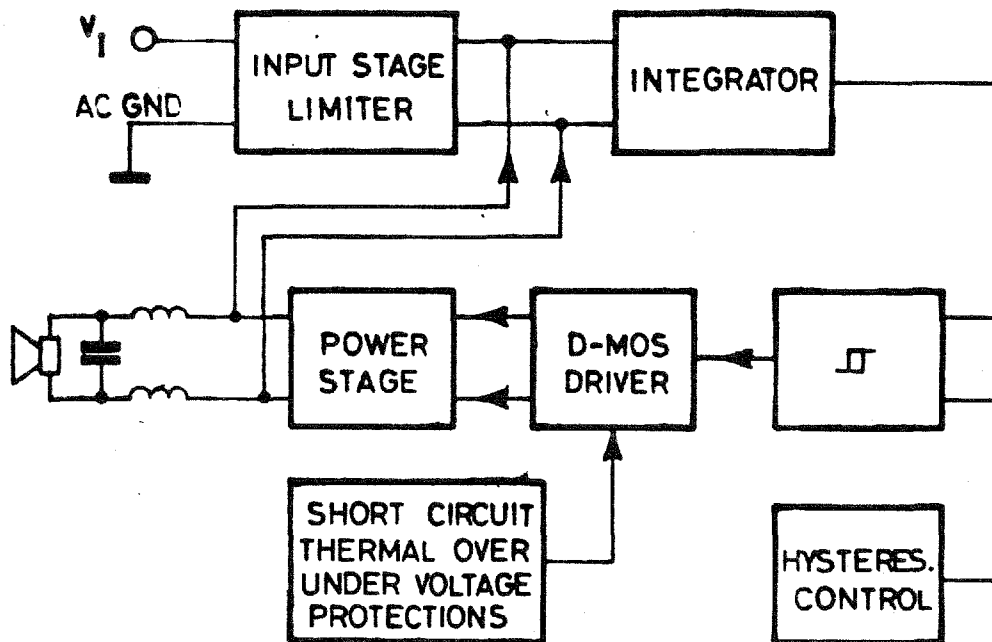 V_i
AC GND
INPUT STAGE
LIMITER
INTEGRATOR
POWER
STAGE
D-MOS
DRIVER
SHORT CIRCUIT
THERMAL OVER
UNDER VOLTAGE
PROTECTIONS
HYSTERES.
CONTROL